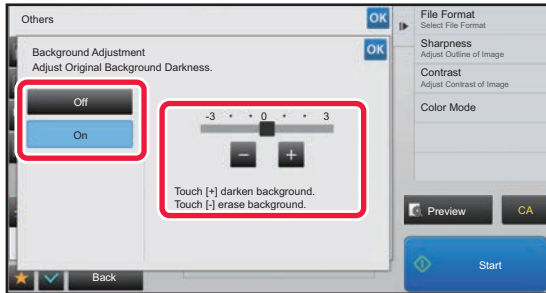 Others
OK
Background Adjustment
Adjust Original Background Darkness.
OK
Off
On
-3 • • 0 • • 3
− +
Touch [+] darken background.
Touch [-] erase background.
Back
File Format
Select File Format
Sharpness
Adjust Outline of Image
Contrast
Adjust Contrast of Image
Color Mode
Preview
CA
Start